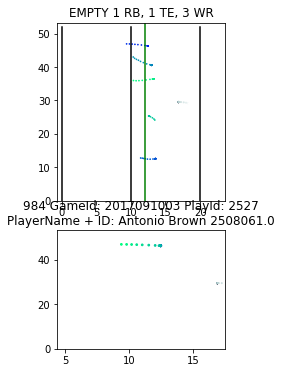 EMPTY 1 RB, 1 TE, 3 WR
50
40
30
20
10
0
0 5 10 15 20
984 GameId: 2017091003 PlayId: 2527
PlayerName + ID: Antonio Brown 2508061.0
40
20
0
5 10 15